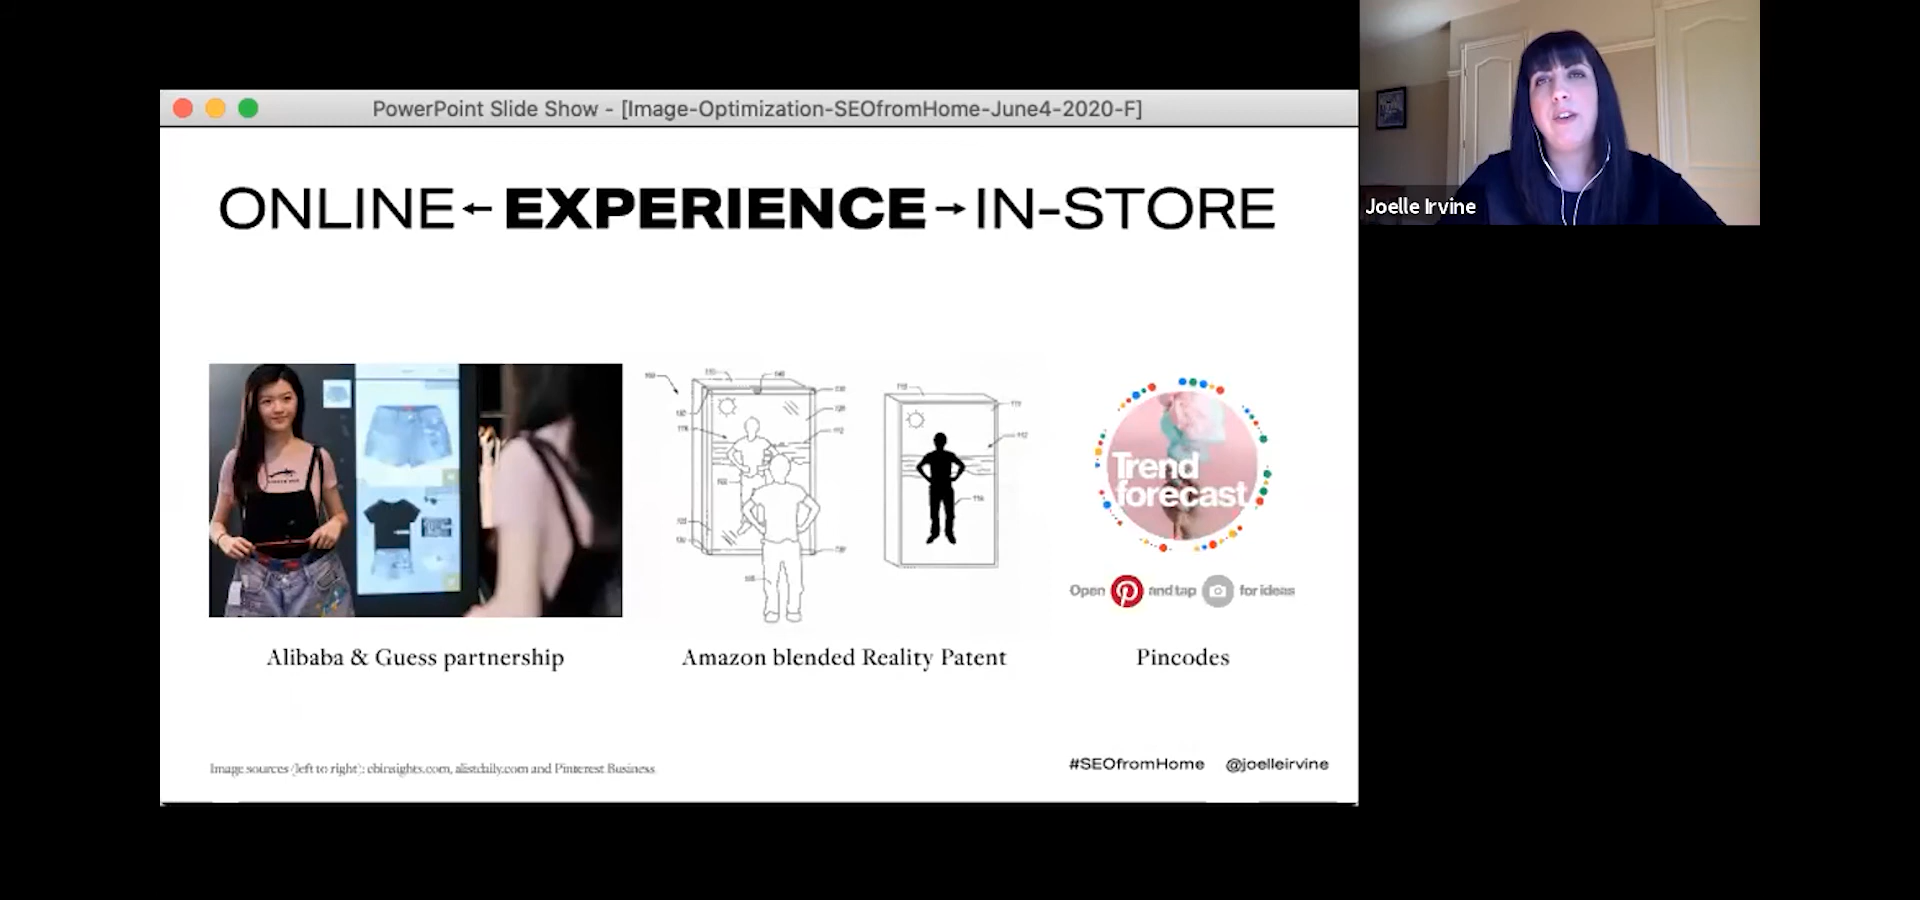 PowerPoint Slide Show - [Image-Optimization-SEOfromHome-June4-2020-F]
Joelle Irvine
ONLINE←EXPERIENCE→IN-STORE
Trend
forecast
Open and tap for ideas
Alibaba & Guess partnership
Amazon blended Reality Patent
Pincodes
Image sources (left to right): cbinsights.com, alistdaily.com and Pinterest Business
#SEOfromHome @joelleirvine